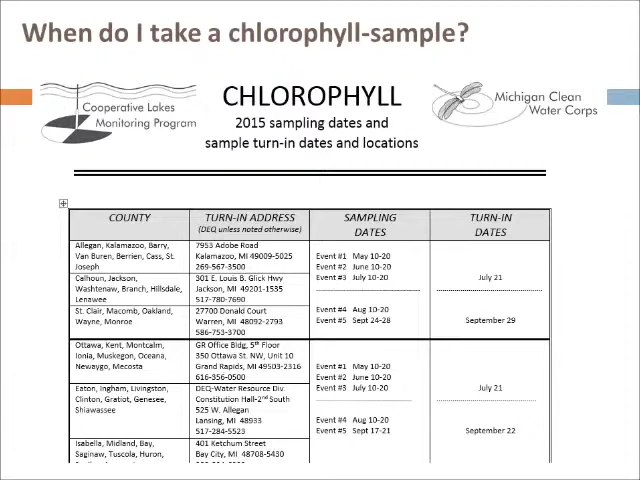 When do I take a chlorophyll-sample?
Cooperative Lakes
Monitoring Program
CHLOROPHYLL
2015 sampling dates and
sample turn-in dates and locations
Michigan Clean
Water Corps
COUNTY
TURN-IN ADDRESS
(DEQ unless noted otherwise)
SAMPLING
DATES
TURN-IN
DATES
Allegan, Kalamazoo, Barry,
Van Buren, Berrien, Cass, St.
Joseph
7953 Adobe Road
Kalamazoo, MI 49009-5025
269-567-3500
Event #1 May 10-20
Event #2 June 10-20
Event #3 July 10-20
July 21
Calhoun, Jackson,
Washtenaw, Branch, Hillsdale,
Lenawee
301 E. Louis B. Glick Hwy
Jackson, MI 49201-1535
517-780-7690
St. Clair, Macomb, Oakland,
Wayne, Monroe
27700 Donald Court
Warren, MI 48092-2793
586-753-3700
Event #4 Aug 10-20
Event #5 Sept 24-28
September 29
Ottawa, Kent, Montcalm,
Ionia, Muskegon, Oceana,
Newaygo, Mecosta
GR Office Bldg, 5th Floor
350 Ottawa St. NW, Unit 10
Grand Rapids, MI 49503-2316
616-356-0500
Event #1 May 10-20
Event #2 June 10-20
Event #3 July 10-20
July 21
Eaton, Ingham, Livingston,
Clinton, Gratiot, Genesee,
Shiawassee
DEQ-Water Resource Div.
Constitution Hall-2nd South
525 W. Allegan
Lansing, MI 48933
517-284-5523
Event #4 Aug 10-20
Event #5 Sept 17-21
September 22
Isabella, Midland, Bay,
Saginaw, Tuscola, Huron,
401 Ketchum Street
Bay City, MI 48708-5430